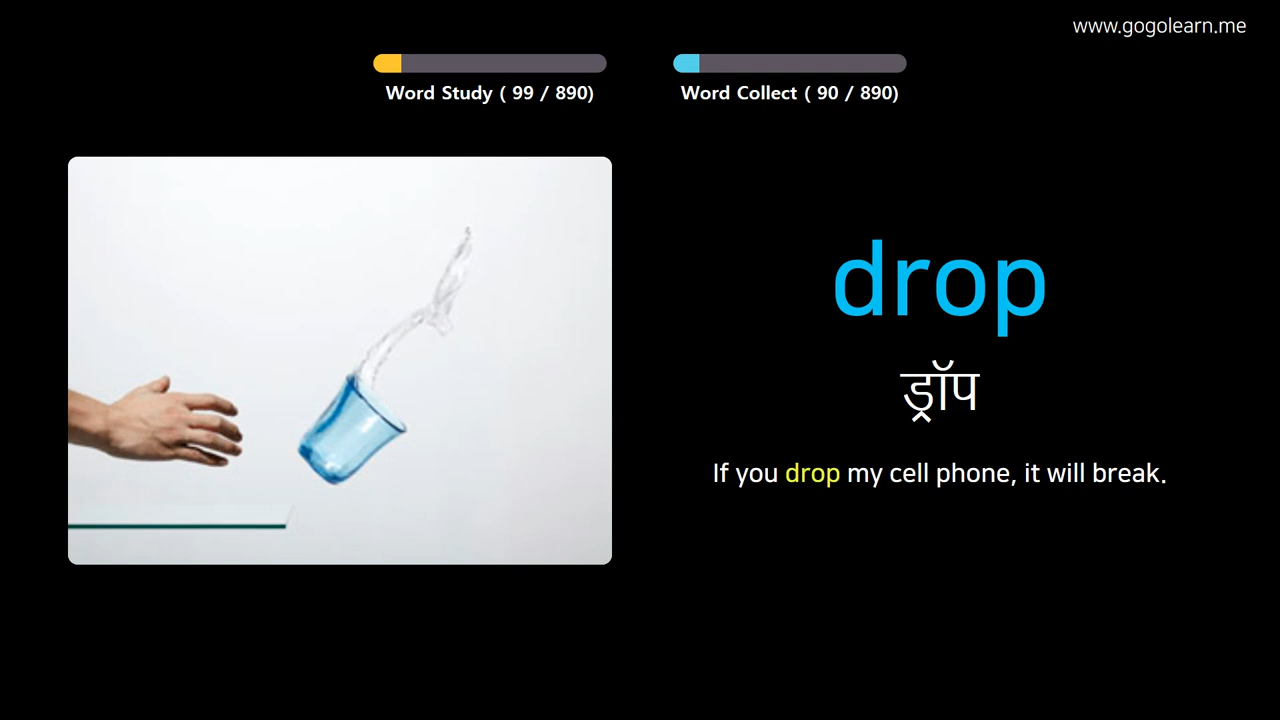 www.gogolearn.me
Word Study ( 99 / 890)
Word Collect ( 90 / 890)
drop
ड्रॉप
If you drop my cell phone, it will break.